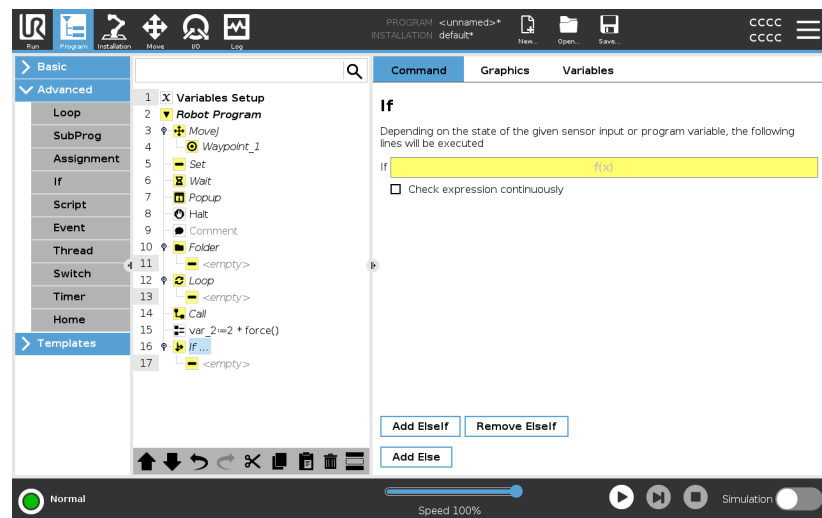 PROGRAM <unnamed>*
INSTALLATION default*
Run Program Installation Move I/O Log New... Open... Save...
cccc
cccc
Basic
Advanced
Loop
SubProg
Assignment
If
Script
Event
Thread
Switch
Timer
Home
Templates
1 X Variables Setup
2 Robot Program
3 MoveJ
4 Waypoint_1
5 Set
6 Wait
7 Popup
8 Halt
9 Comment
10 Folder
11 <empty>
12 Loop
13 <empty>
14 Call
15 var_2:=2 * force()
16 If ...
17 <empty>
Command Graphics Variables
If
Depending on the state of the given sensor input or program variable, the following
lines will be executed
If f(x)
Check expression continuously
Add ElseIf Remove ElseIf
Add Else
Normal
Speed 100%
Simulation